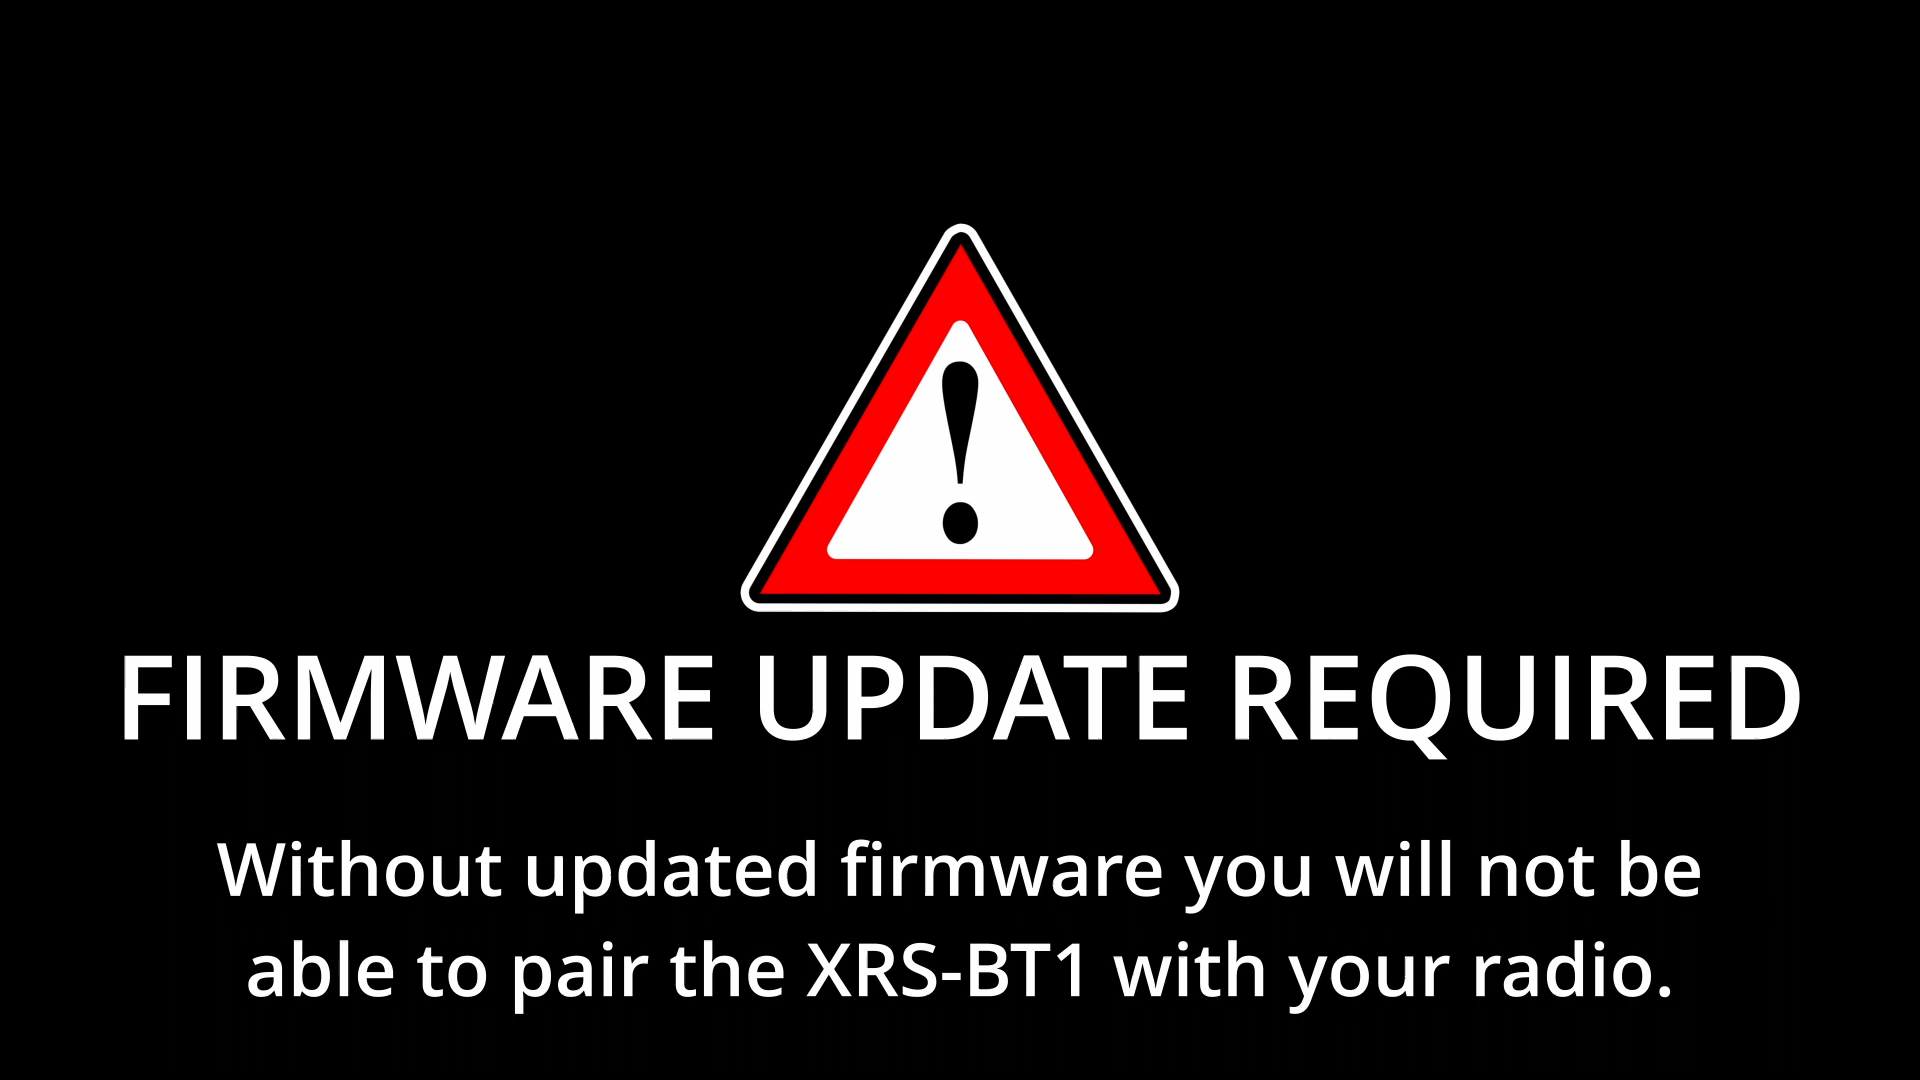 FIRMWARE UPDATE REQUIRED
Without updated firmware you will not be
able to pair the XRS-BT1 with your radio.